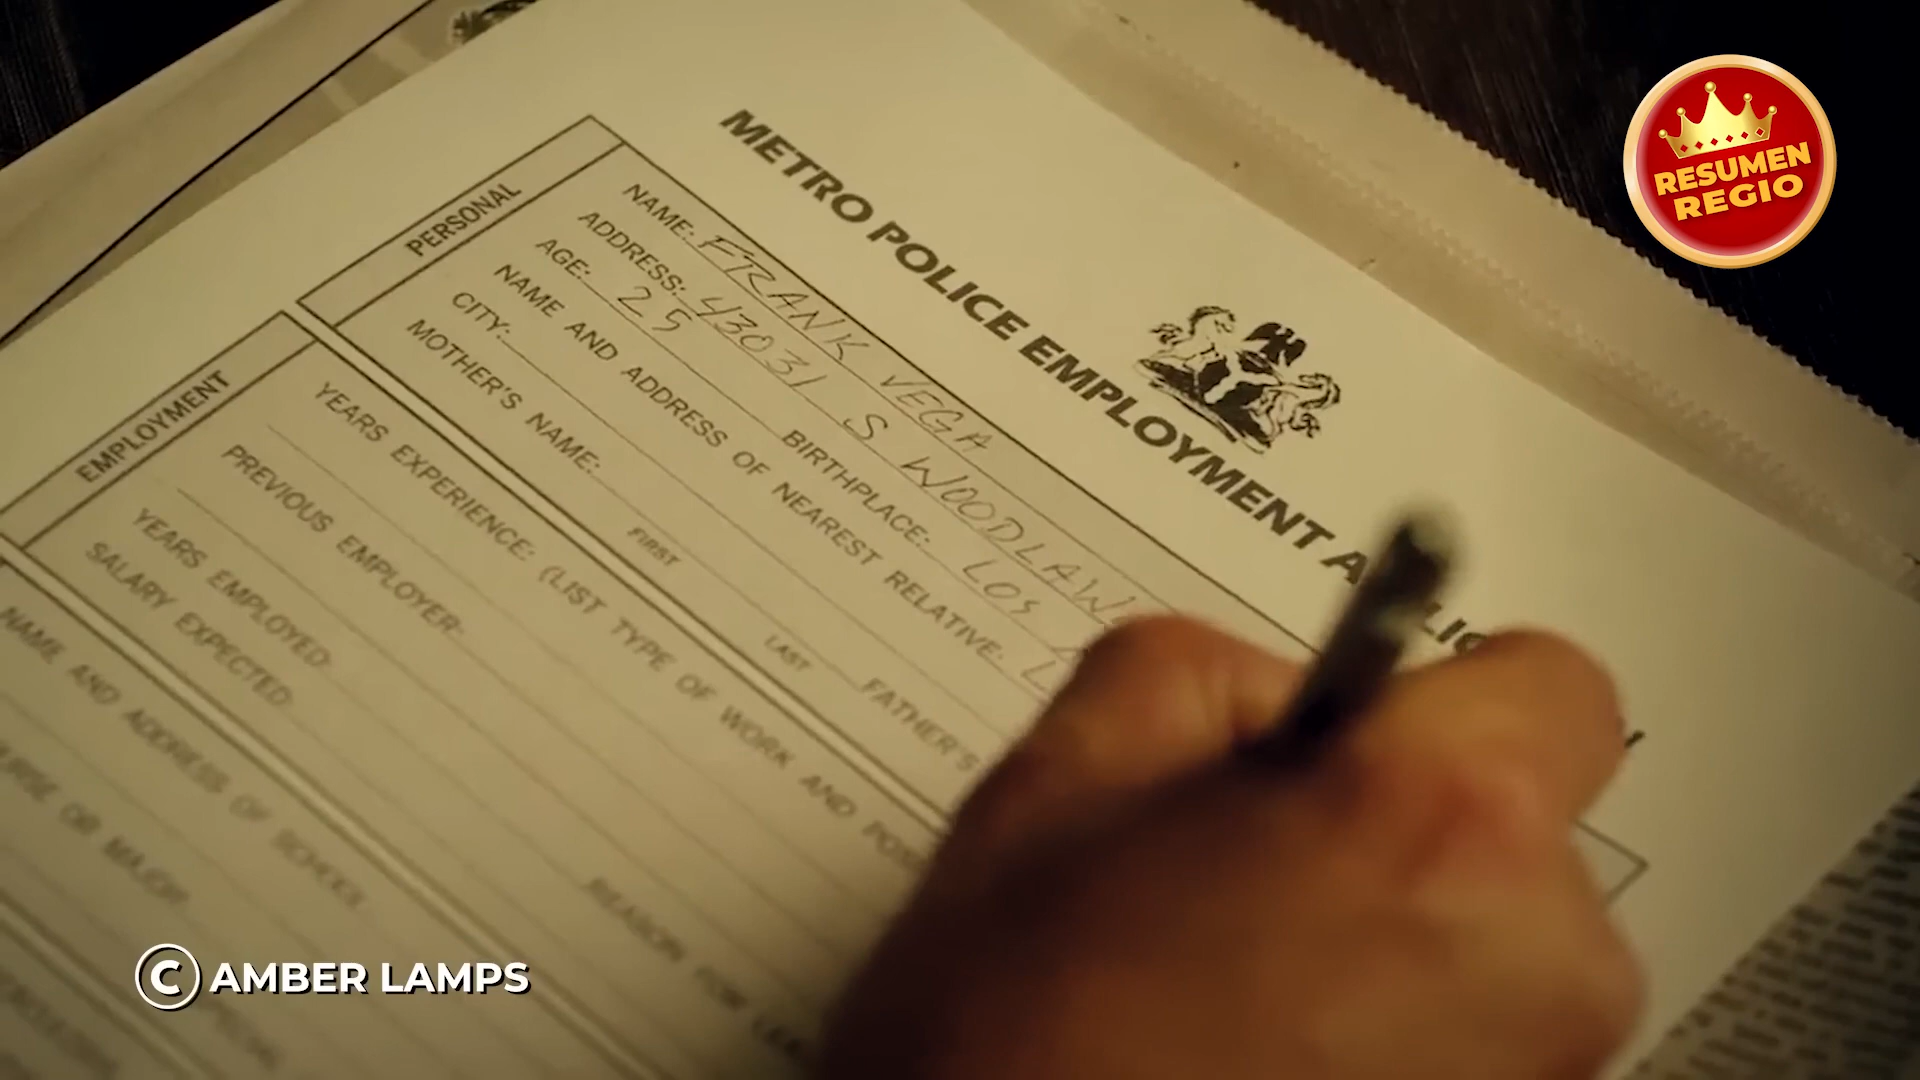 RESUMEN
REGIO
METRO POLICE EMPLOYMENT
PERSONAL
NAME: FRANK VEGA
ADDRESS: 43031 S WOODLAWN
AGE: 25 BIRTHPLACE: LOS
NAME AND ADDRESS OF NEAREST RELATIVE:
CITY:
FIRST LAST
MOTHER'S NAME: FATHER'S
EMPLOYMENT
YEARS EXPERIENCE: (LIST TYPE OF WORK AND
PREVIOUS EMPLOYER:
YEARS EMPLOYED: REASON FOR
SALARY EXPECTED:
NAME AND ADDRESS OF SCHOOL
OR MAJOR
© AMBER LAMPS